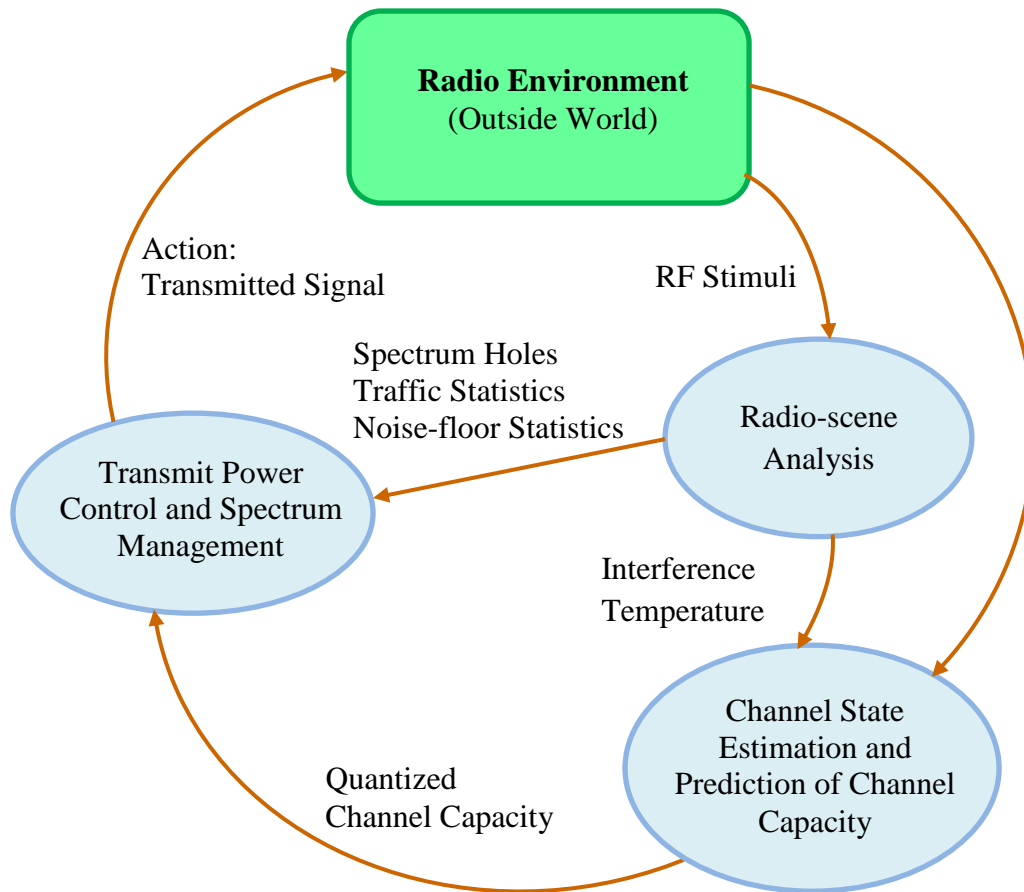 Radio Environment
(Outside World)
Action:
Transmitted Signal
RF Stimuli
Spectrum Holes
Traffic Statistics
Noise-floor Statistics
Radio-scene
Analysis
Transmit Power
Control and Spectrum
Management
Interference
Temperature
Channel State
Estimation and
Prediction of Channel
Capacity
Quantized
Channel Capacity